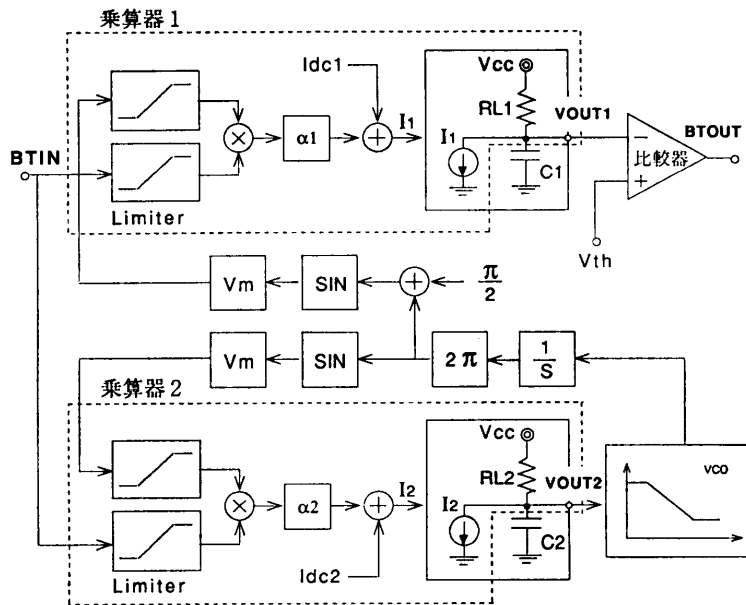 乗算器1
Idc1
Vcc
RL1
VOUT1
BTOUT
I1
I1
α1
×
+
C1
比較器
−
+
BTIN
Limiter
Vth
Vm
SIN
+
π/2
Vm
SIN
2π
1/S
乗算器2
Vcc
RL2
VOUT2
VCO
I2
I2
α2
×
+
C2
Idc2
Limiter